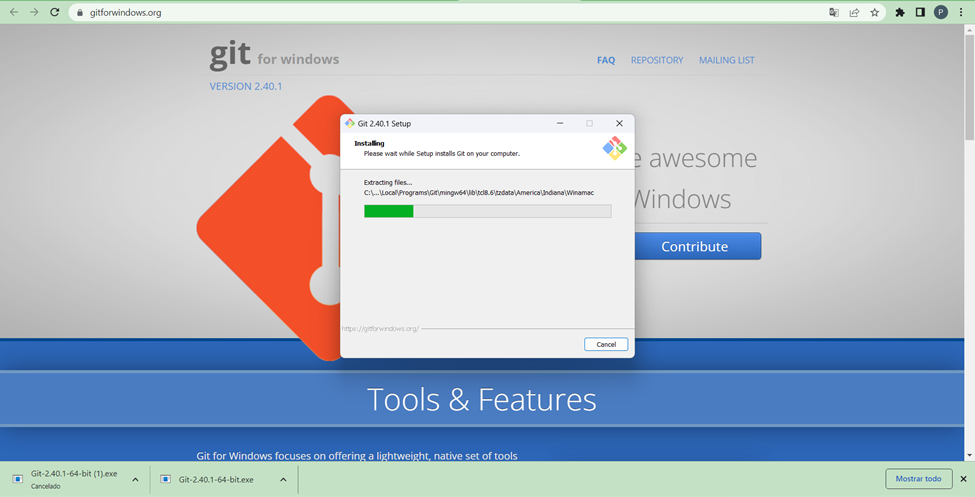 gitforwindows.org
P
git for windows
FAQ
REPOSITORY
MAILING LIST
VERSION 2.40.1
Git 2.40.1 Setup
Installing
Please wait while Setup installs Git on your computer.
Extracting files...
C:\...\Local\Programs\Git\mingw64\lib\tcl8.6\tzdata\America\Indiana\Winamac
https://gitforwindows.org/
Cancel
awesome
Windows
Contribute
Tools & Features
Git for Windows focuses on offering a lightweight, native set of tools
Git-2.40.1-64-bit (1).exe
Cancelado
Git-2.40.1-64-bit.exe
Mostrar todo